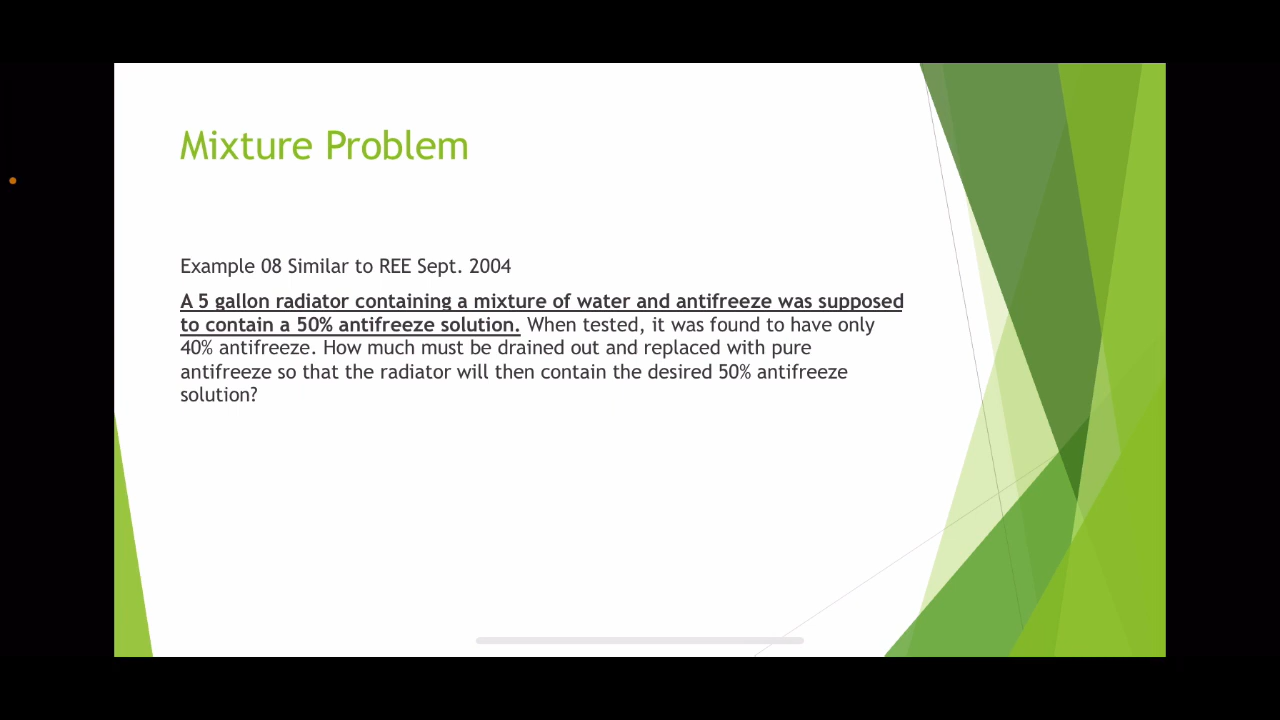 Mixture Problem
Example 08 Similar to REE Sept. 2004
A 5 gallon radiator containing a mixture of water and antifreeze was supposed
to contain a 50% antifreeze solution. When tested, it was found to have only
40% antifreeze. How much must be drained out and replaced with pure
antifreeze so that the radiator will then contain the desired 50% antifreeze
solution?